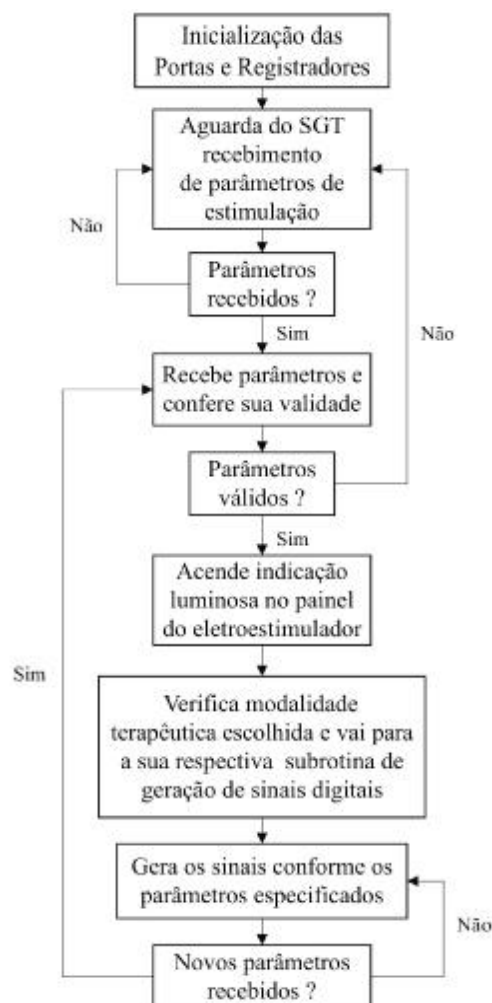 Inicialização das
Portas e Registradores
Aguarda do SGT
recebimento
de parâmetros de
estimulação
Não
Parâmetros
recebidos ?
Sim
Não
Recebe parâmetros e
confere sua validade
Parâmetros
válidos ?
Sim
Acende indicação
luminosa no painel
do eletroestimulador
Sim
Verifica modalidade
terapêutica escolhida e vai para
a sua respectiva subrotina de
geração de sinais digitais
Gera os sinais conforme os
parâmetros especificados
Não
Novos parâmetros
recebidos ?